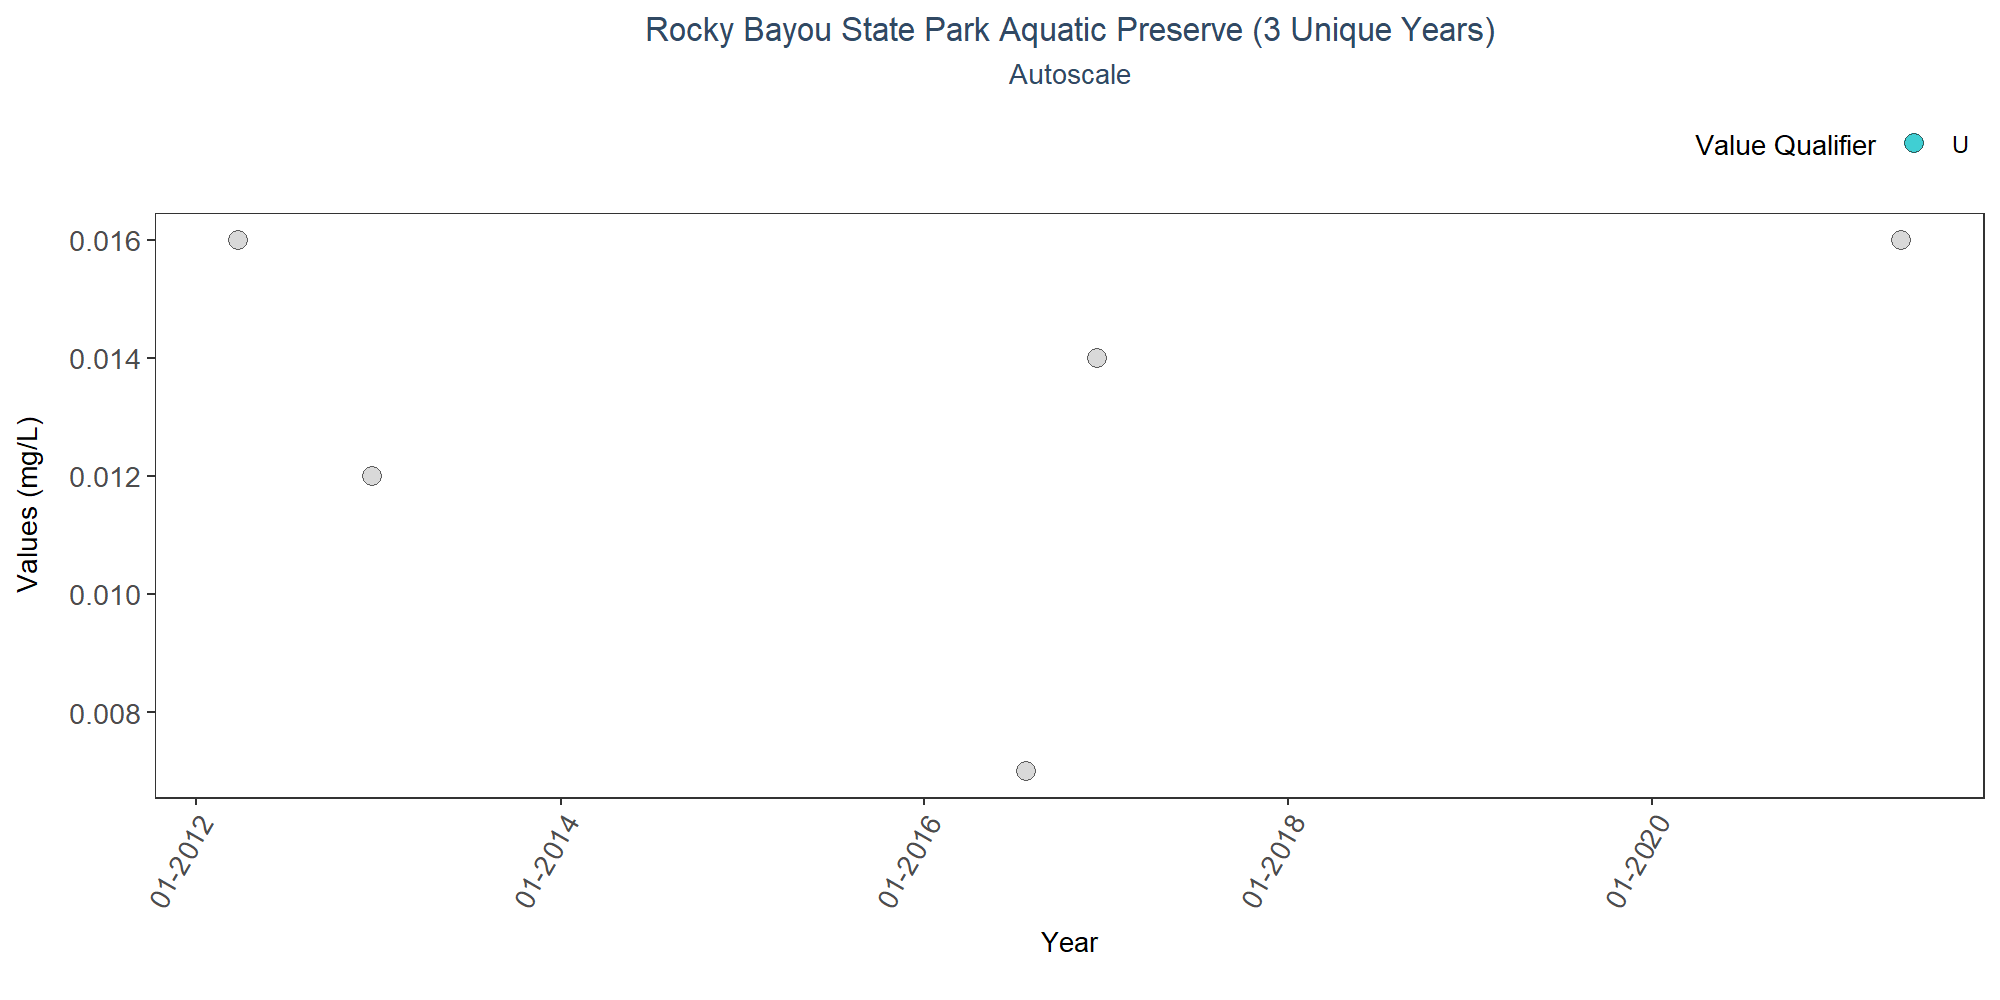 Rocky Bayou State Park Aquatic Preserve (3 Unique Years)
Autoscale
Value Qualifier U
0.016
0.014
0.012
0.010
0.008
Values (mg/L)
01-2012
01-2014
01-2016
01-2018
01-2020
Year